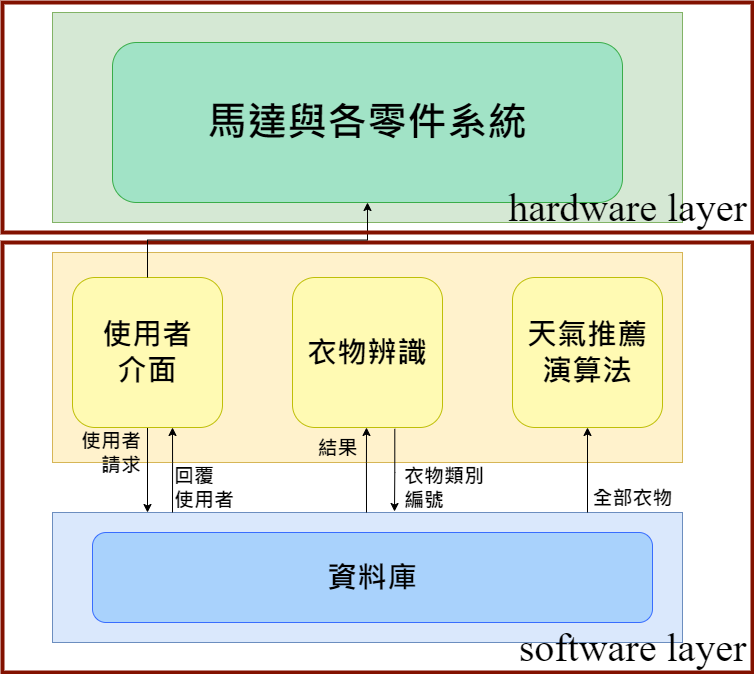 馬達與各零件系統
hardware layer
使用者
介面
衣物辨識
天氣推薦
演算法
使用者
請求
回覆
使用者
結果
衣物類別
編號
全部衣物
資料庫
software layer